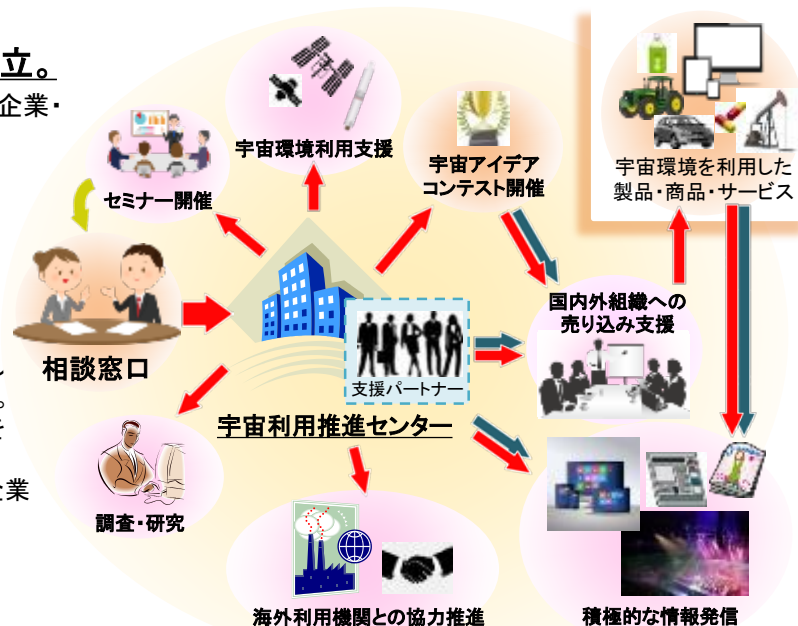 立。
企業・
し
。
を
企業
宇宙環境利用支援
セミナー開催
宇宙アイデア
コンテスト開催
宇宙環境を利用した
製品・商品・サービス
国内外組織への
売り込み支援
相談窓口
支援パートナー
宇宙利用推進センター
調査・研究
海外利用機関との協力推進
積極的な情報発信